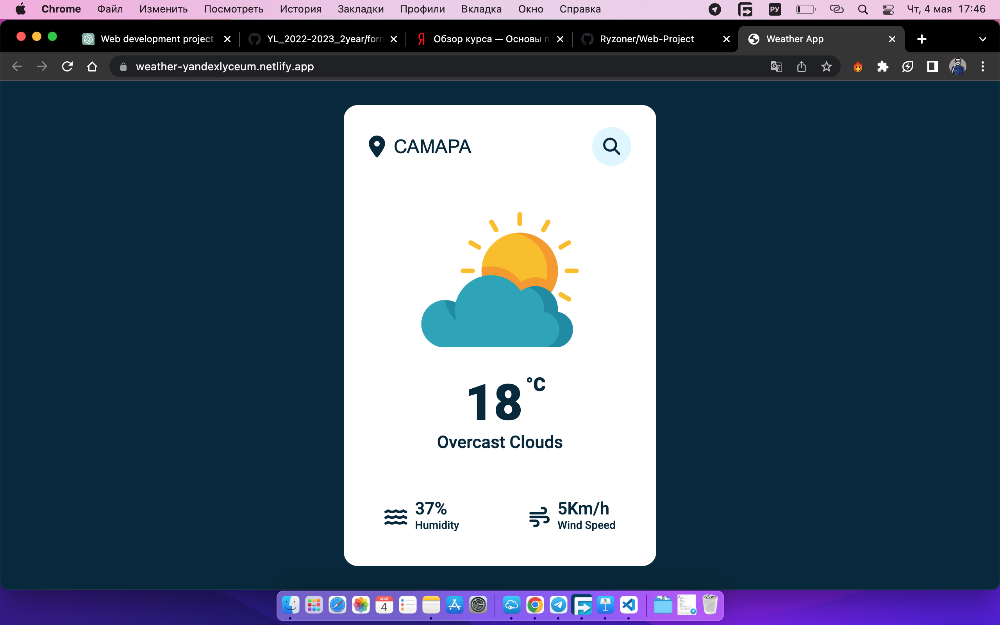 Chrome Файл Изменить Посмотреть История Закладки Профили Вкладка Окно Справка РУ Чт, 4 мая 17:46
Web development project YL_2022-2023_2year/forn Я Обзор курса — Основы п Ryzoner/Web-Project Weather App
weather-yandexlyceum.netlify.app
САМАРА
18 °C
Overcast Clouds
37% 5Km/h
Humidity Wind Speed
МАЙ
4